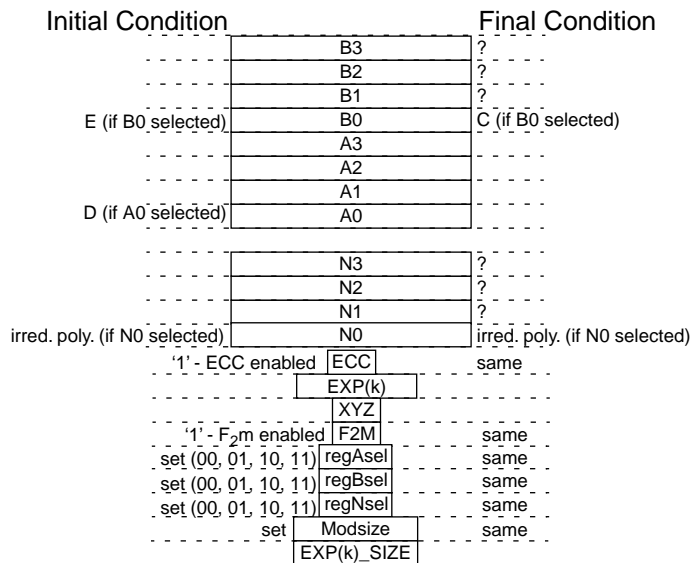 Initial Condition Final Condition
B3 ?
B2 ?
B1 ?
E (if B0 selected) B0 C (if B0 selected)
A3
A2
A1
D (if A0 selected) A0
N3 ?
N2 ?
N1 ?
irred. poly. (if N0 selected) N0 irred. poly. (if N0 selected)
‘1’ - ECC enabled ECC same
EXP(k)
XYZ
‘1’ - F₂m enabled F2M same
set (00, 01, 10, 11) regAsel same
set (00, 01, 10, 11) regBsel same
set (00, 01, 10, 11) regNsel same
set Modsize same
EXP(k)_SIZE